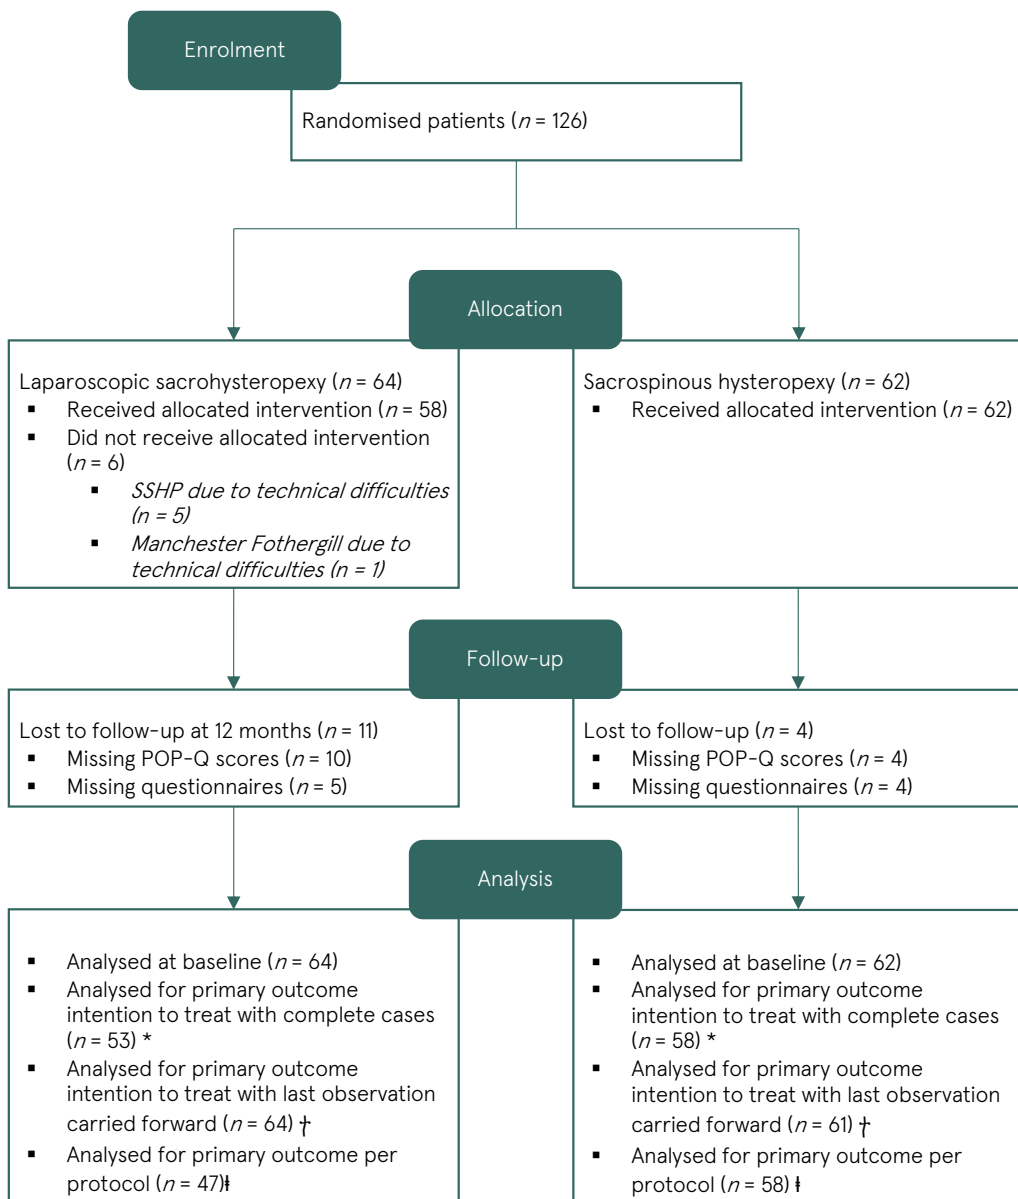 Enrolment
Randomised patients (n = 126)
Allocation
Laparoscopic sacrohysteropexy (n = 64)
▪ Received allocated intervention (n = 58)
▪ Did not receive allocated intervention
(n = 6)
▪ SSHP due to technical difficulties
(n = 5)
▪ Manchester Fothergill due to
technical difficulties (n = 1)
Sacrospinous hysteropexy (n = 62)
▪ Received allocated intervention (n = 62)
Follow-up
Lost to follow-up at 12 months (n = 11)
▪ Missing POP-Q scores (n = 10)
▪ Missing questionnaires (n = 5)
Lost to follow-up (n = 4)
▪ Missing POP-Q scores (n = 4)
▪ Missing questionnaires (n = 4)
Analysis
▪ Analysed at baseline (n = 64)
▪ Analysed for primary outcome
intention to treat with complete cases
(n = 53) *
▪ Analysed for primary outcome
intention to treat with last observation
carried forward (n = 64) †
▪ Analysed for primary outcome per
protocol (n = 47)ǂ
▪ Analysed at baseline (n = 62)
▪ Analysed for primary outcome
intention to treat with complete cases
(n = 58) *
▪ Analysed for primary outcome
intention to treat with last observation
carried forward (n = 61) †
▪ Analysed for primary outcome per
protocol (n = 58) ǂ